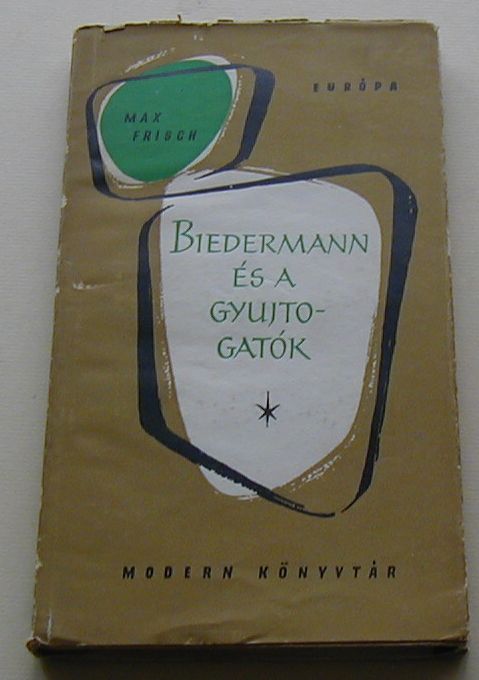 EURÓPA
MAX
FRISCH
BIEDERMANN
ÉS A
GYUJTO-
GATÓK
MODERN KÖNYVTÁR